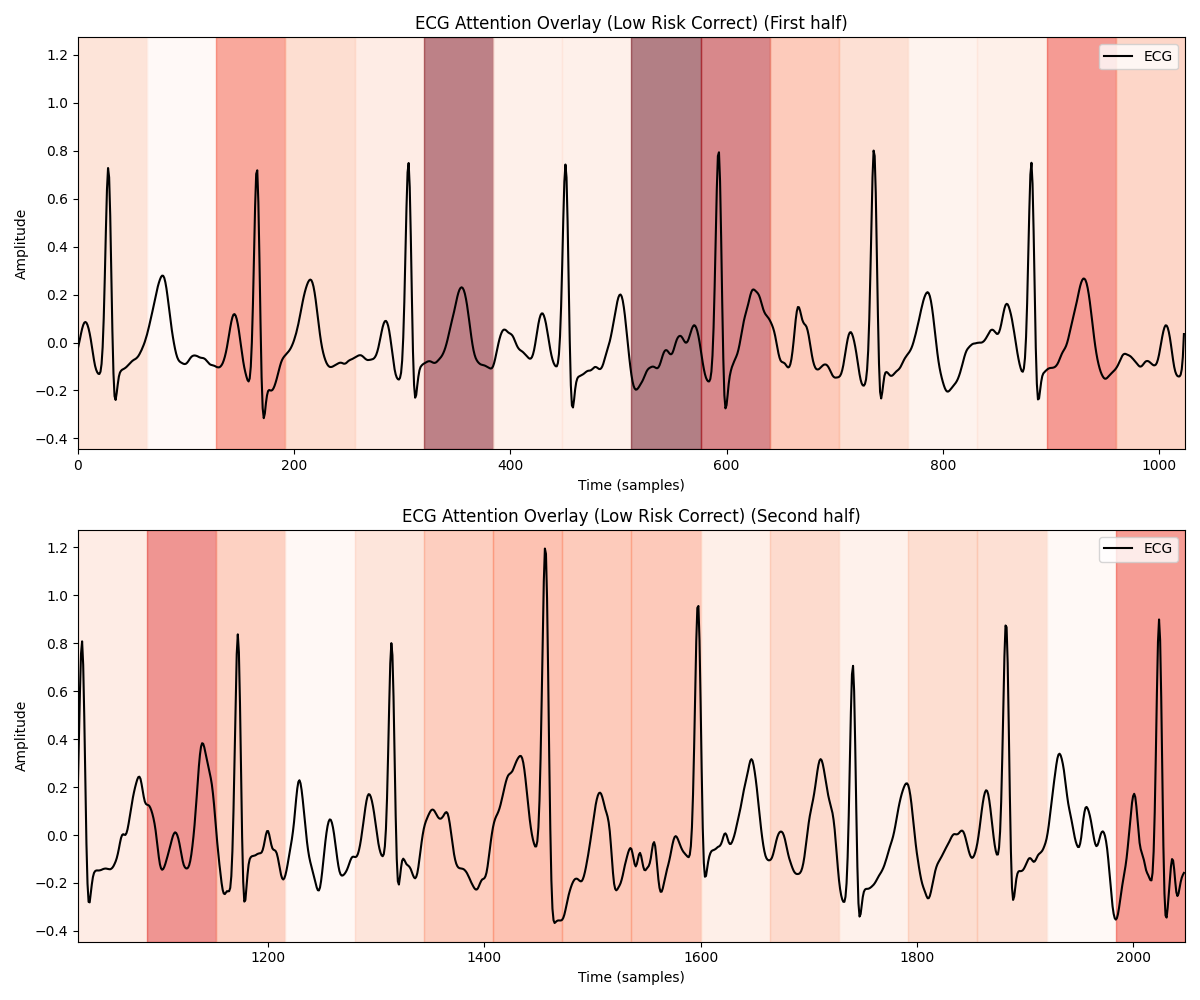 ECG Attention Overlay (Low Risk Correct) (First half)
ECG
1.2
1.0
0.8
0.6
0.4
0.2
0.0
−0.2
−0.4
Amplitude
0 200 400 600 800 1000
Time (samples)
ECG Attention Overlay (Low Risk Correct) (Second half)
ECG
1.2
1.0
0.8
0.6
0.4
0.2
0.0
−0.2
−0.4
Amplitude
1200 1400 1600 1800 2000
Time (samples)